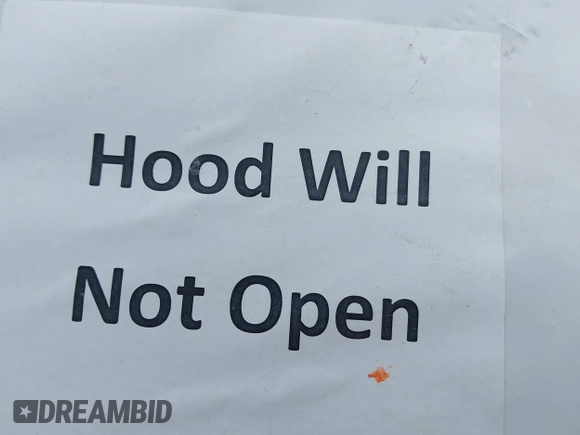 Hood Will
Not Open
DREAMBID